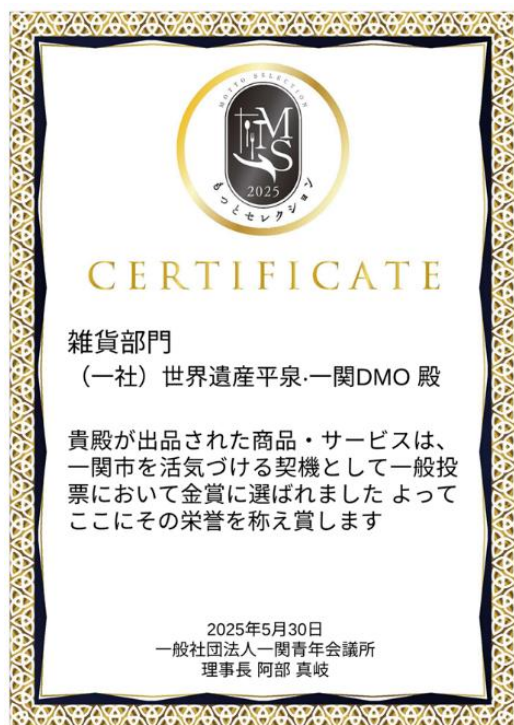 MOTTO SELECTION
MS
2025
もっとセレクション
CERTIFICATE
雑貨部門
（一社）世界遺産平泉·一関DMO 殿
貴殿が出品された商品・サービスは、
一関市を活気づける契機として一般投
票において金賞に選ばれました よって
ここにその栄誉を称え賞します
2025年5月30日
一般社団法人一関青年会議所
理事長 阿部 真岐